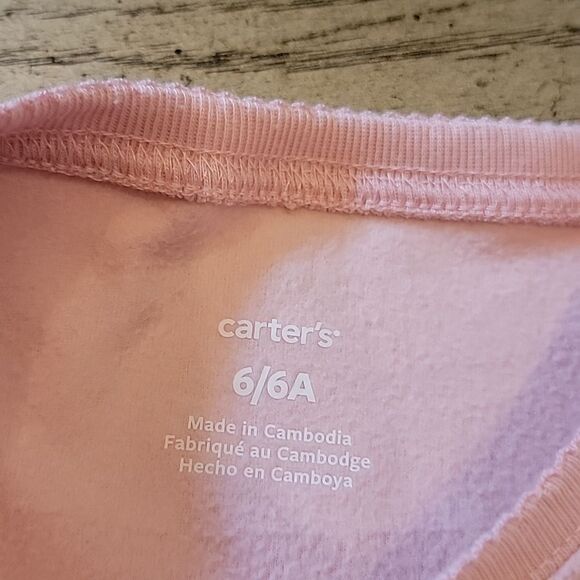 carter's
6/6A
Made in Cambodia
Fabriqué au Cambodge
Hecho en Camboya